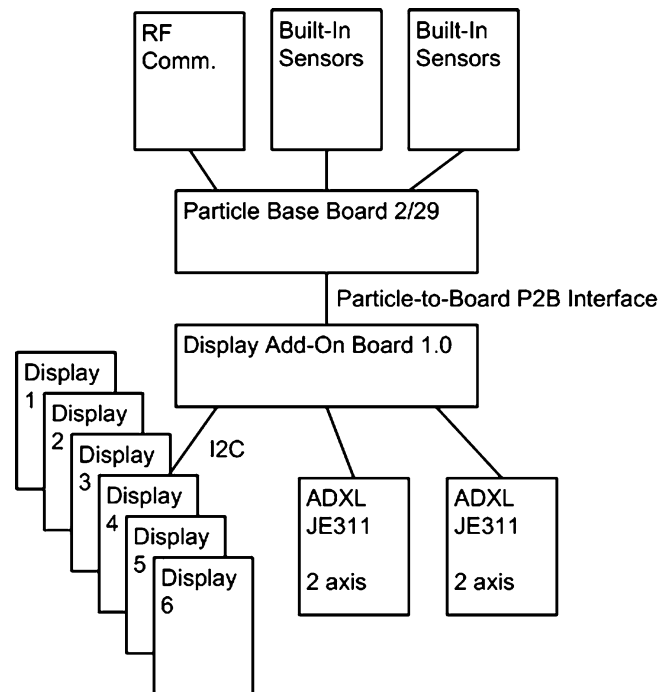 RF
Comm.
Built-In
Sensors
Built-In
Sensors
Particle Base Board 2/29
Particle-to-Board P2B Interface
Display Add-On Board 1.0
Display
1
Display
2
Display
3
Display
4
Display
5
Display
6
I2C
ADXL
JE311
2 axis
ADXL
JE311
2 axis